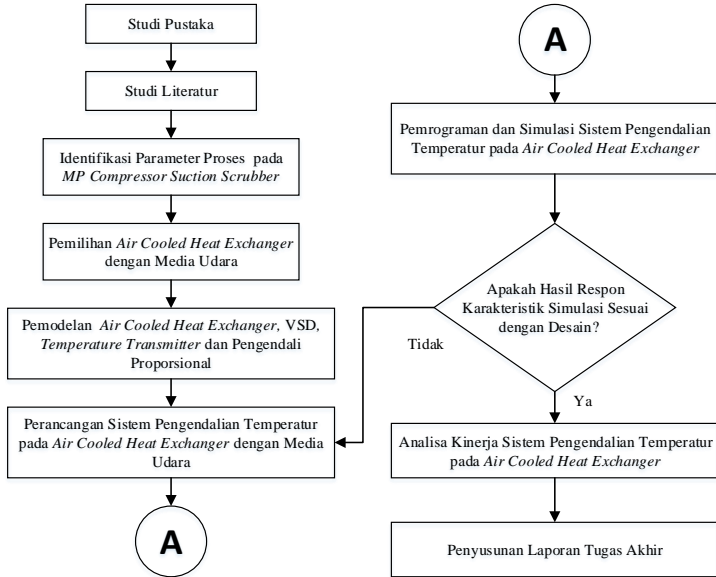 Studi Pustaka
Studi Literatur
Identifikasi Parameter Proses pada
MP Compressor Suction Scrubber
Pemilihan Air Cooled Heat Exchanger
dengan Media Udara
Pemodelan Air Cooled Heat Exchanger, VSD,
Temperature Transmitter dan Pengendali
Proporsional
Perancangan Sistem Pengendalian Temperatur
pada Air Cooled Heat Exchanger dengan Media
Udara
A
A
Pemrograman dan Simulasi Sistem Pengendalian
Temperatur pada Air Cooled Heat Exchanger
Apakah Hasil Respon
Karakteristik Simulasi Sesuai
dengan Desain?
Tidak
Ya
Analisa Kinerja Sistem Pengendalian Temperatur
pada Air Cooled Heat Exchanger
Penyusunan Laporan Tugas Akhir